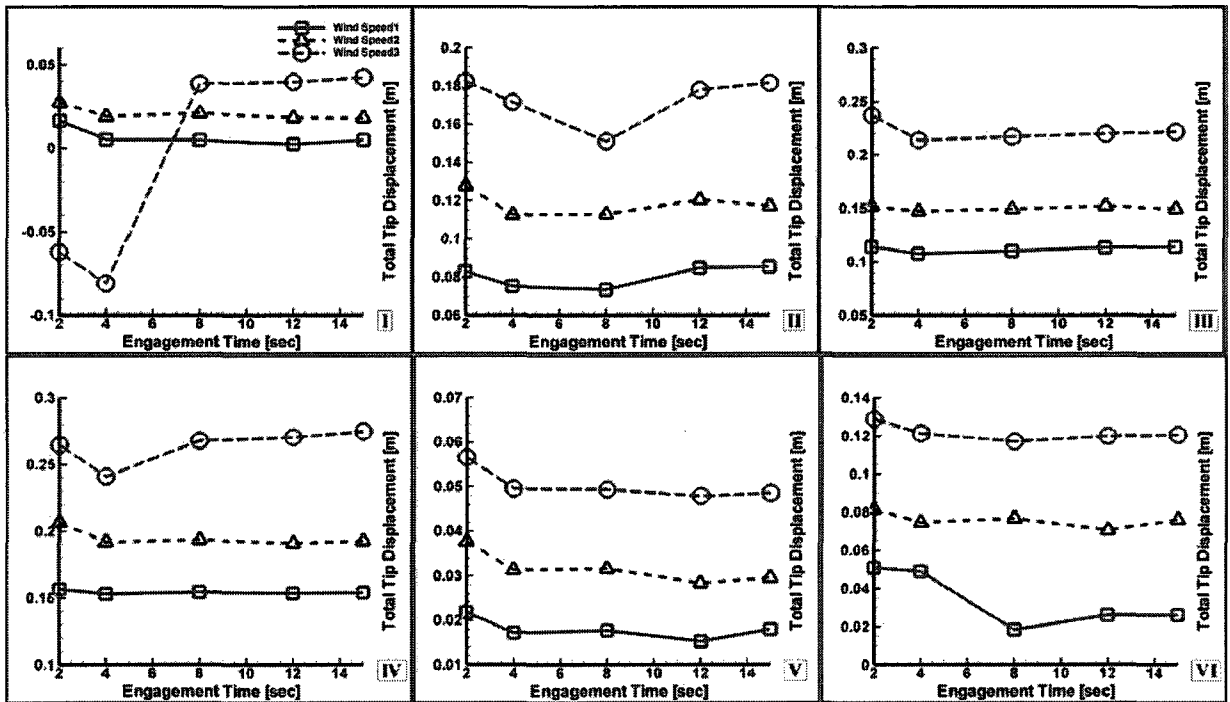 Wind Speed1
Wind Speed2
Wind Speed3
0.05
0
-0.05
-0.1
2 4 6 8 10 12 14
Engagement Time [sec]
Total Tip Displacement [m]
I
0.2
0.18
0.16
0.14
0.12
0.1
0.08
0.06
2 4 6 8 10 12 14
Engagement Time [sec]
Total Tip Displacement [m]
II
0.3
0.25
0.2
0.15
0.1
0.05
2 4 6 8 10 12 14
Engagement Time [sec]
Total Tip Displacement [m]
III
0.3
0.25
0.2
0.15
0.1
2 4 6 8 10 12 14
Engagement Time [sec]
Total Tip Displacement [m]
IV
0.07
0.06
0.05
0.04
0.03
0.02
0.01
2 4 6 8 10 12 14
Engagement Time [sec]
Total Tip Displacement [m]
V
0.14
0.12
0.1
0.08
0.06
0.04
0.02
0
2 4 6 8 10 12 14
Engagement Time [sec]
Total Tip Displacement [m]
VI